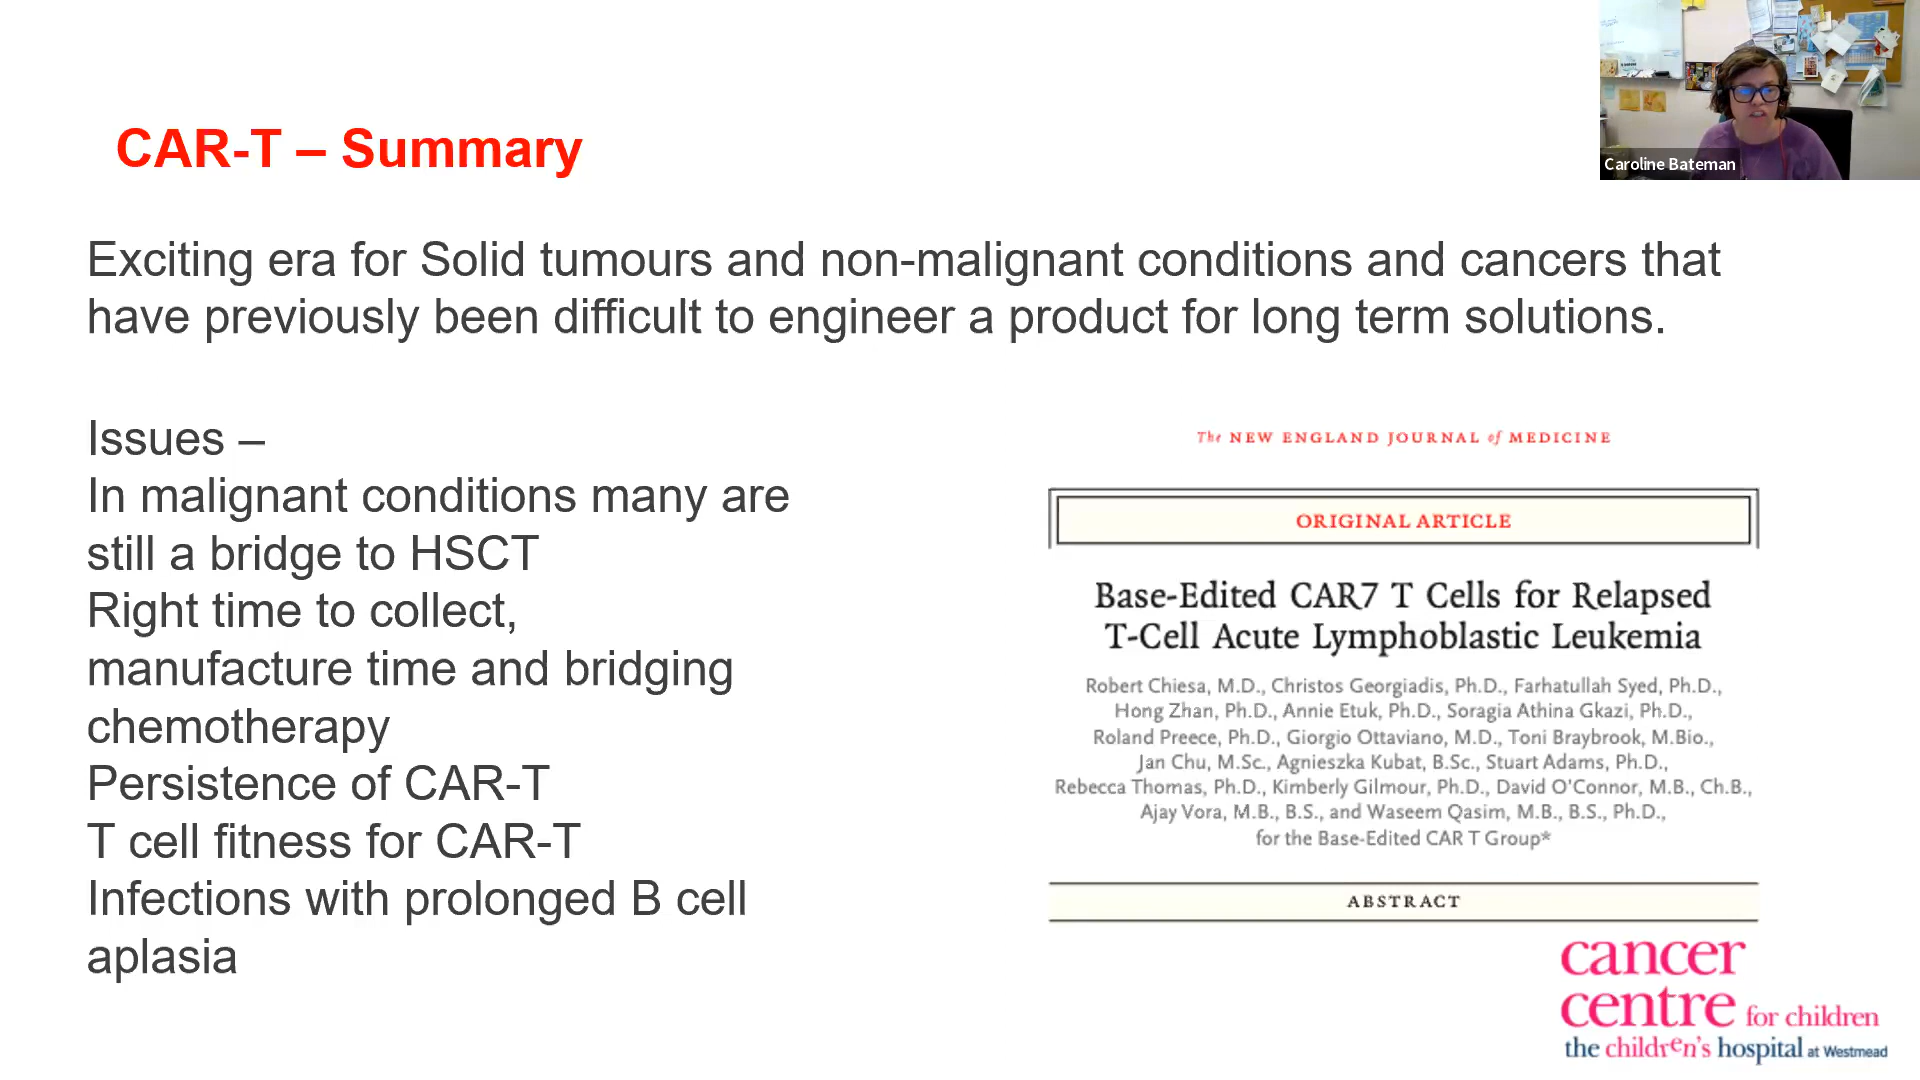 Caroline Bateman
CAR-T – Summary
Exciting era for Solid tumours and non-malignant conditions and cancers that
have previously been difficult to engineer a product for long term solutions.
Issues –
In malignant conditions many are
still a bridge to HSCT
Right time to collect,
manufacture time and bridging
chemotherapy
Persistence of CAR-T
T cell fitness for CAR-T
Infections with prolonged B cell
aplasia
The NEW ENGLAND JOURNAL of MEDICINE
ORIGINAL ARTICLE
Base-Edited CAR7 T Cells for Relapsed
T-Cell Acute Lymphoblastic Leukemia
Robert Chiesa, M.D., Christos Georgiadis, Ph.D., Farhatullah Syed, Ph.D.,
Hong Zhan, Ph.D., Annie Etuk, Ph.D., Soragia Athina Gkazi, Ph.D.,
Roland Preece, Ph.D., Giorgio Ottaviano, M.D., Toni Braybrook, M.Bio.,
Jan Chu, M.Sc., Agnieszka Kubat, B.Sc., Stuart Adams, Ph.D.,
Rebecca Thomas, Ph.D., Kimberly Gilmour, Ph.D., David O'Connor, M.B., Ch.B.,
Ajay Vora, M.B., B.S., and Waseem Qasim, M.B., B.S., Ph.D.,
for the Base-Edited CAR T Group*
ABSTRACT
cancer
centre for children
the children's hospital at Westmead